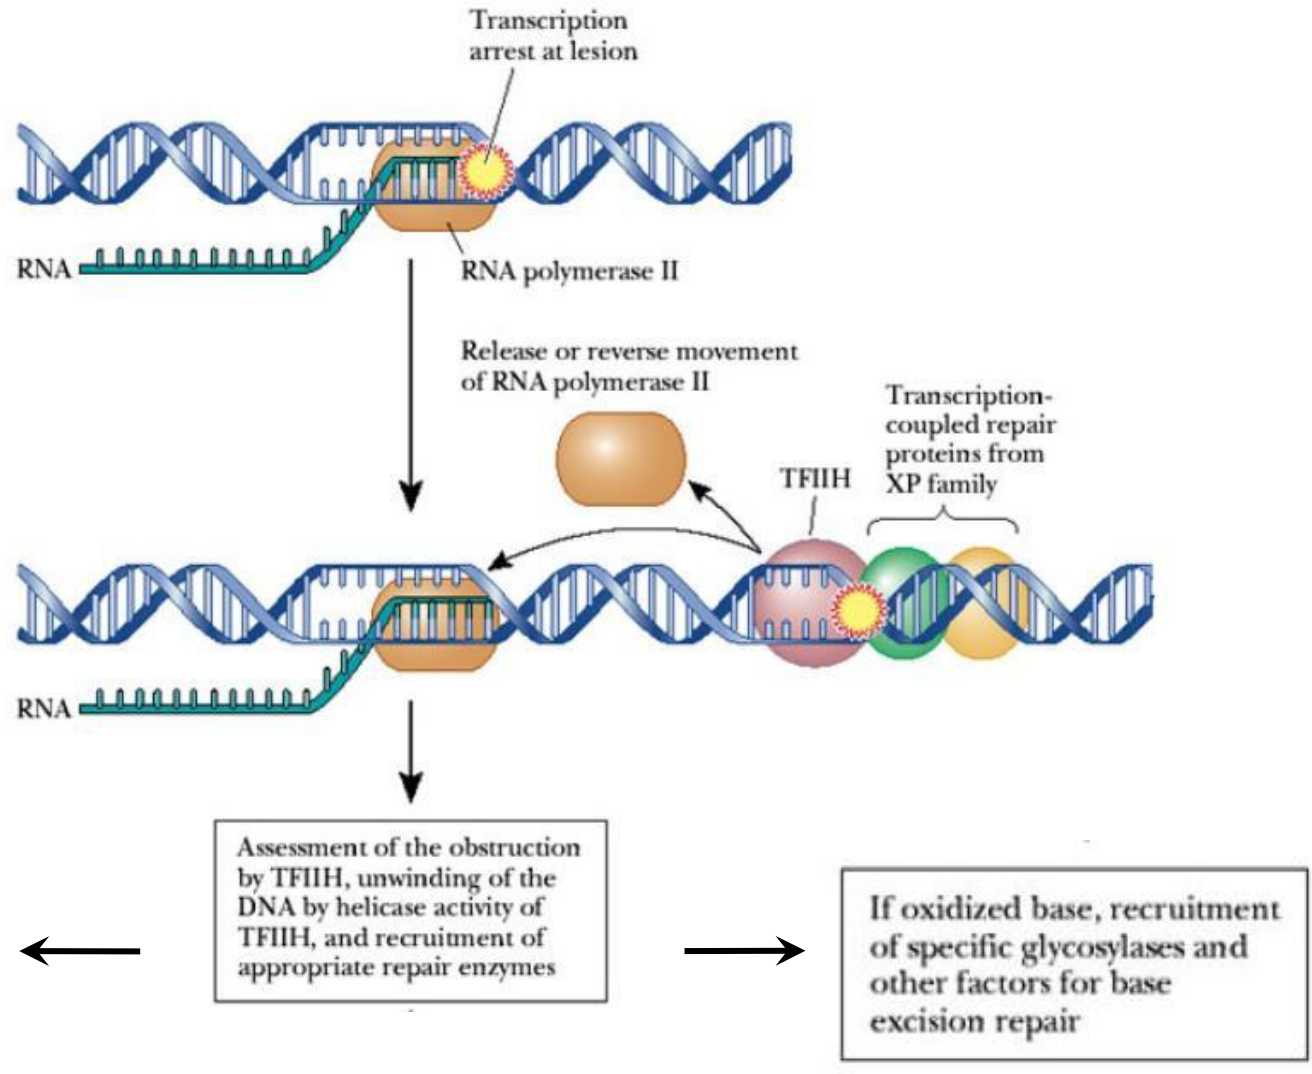 Transcription
arrest at lesion
RNA
RNA polymerase II
Release or reverse movement
of RNA polymerase II
Transcription-
coupled repair
proteins from
XP family
TFIIH
RNA
Assessment of the obstruction
by TFIIH, unwinding of the
DNA by helicase activity of
TFIIH, and recruitment of
appropriate repair enzymes
If oxidized base, recruitment
of specific glycosylases and
other factors for base
excision repair